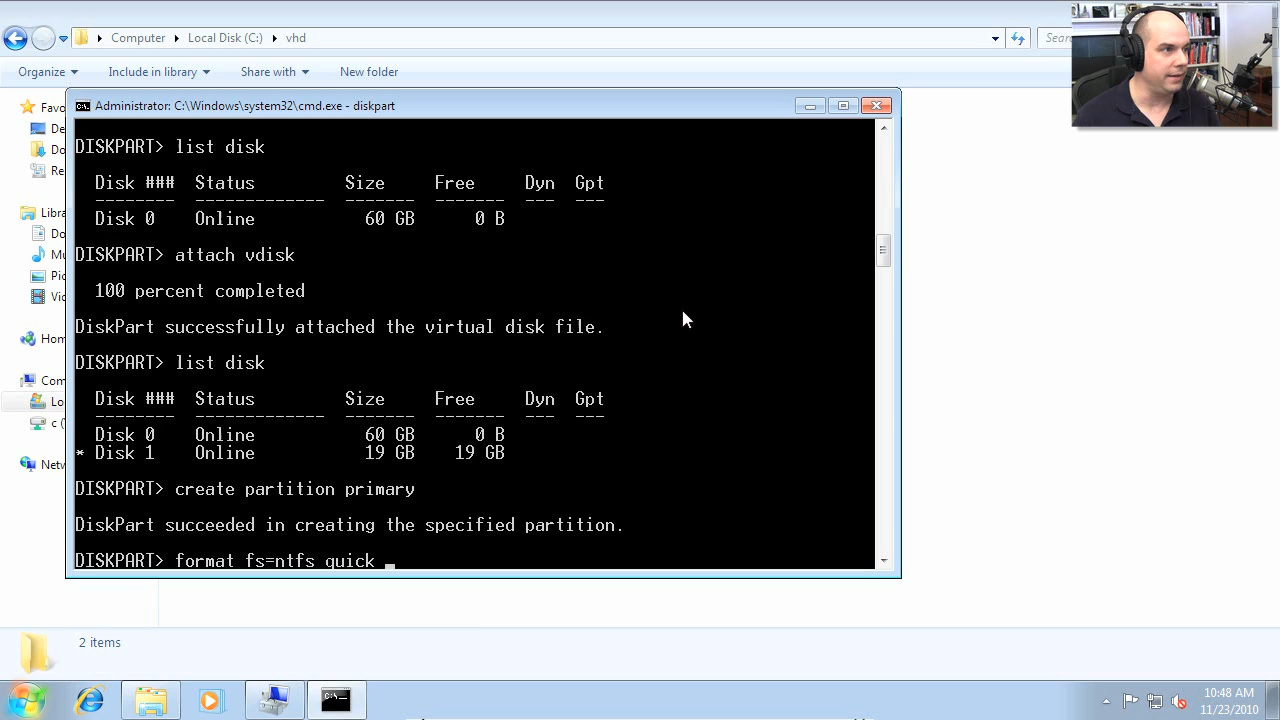 Computer ▸ Local Disk (C:) ▸ vhd
Organize Include in library Share with New folder
Administrator: C:\Windows\system32\cmd.exe - diskpart
DISKPART> list disk
Disk ### Status Size Free Dyn Gpt
-------- ------------- ------- ------- --- ---
Disk 0 Online 60 GB 0 B
DISKPART> attach vdisk
100 percent completed
DiskPart successfully attached the virtual disk file.
DISKPART> list disk
Disk ### Status Size Free Dyn Gpt
-------- ------------- ------- ------- --- ---
Disk 0 Online 60 GB 0 B
* Disk 1 Online 19 GB 19 GB
DISKPART> create partition primary
DiskPart succeeded in creating the specified partition.
DISKPART> format fs=ntfs quick
2 items
C:\_
10:48 AM
11/23/2010